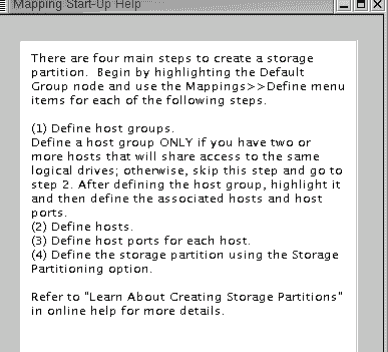 Mapping Start-Up Help
There are four main steps to create a storage
partition. Begin by highlighting the Default
Group node and use the Mappings>>Define menu
items for each of the following steps.
(1) Define host groups.
Define a host group ONLY if you have two or
more hosts that will share access to the same
logical drives; otherwise, skip this step and go to
step 2. After defining the host group, highlight it
and then define the associated hosts and host
ports.
(2) Define hosts.
(3) Define host ports for each host.
(4) Define the storage partition using the Storage
Partitioning option.
Refer to "Learn About Creating Storage Partitions"
in online help for more details.